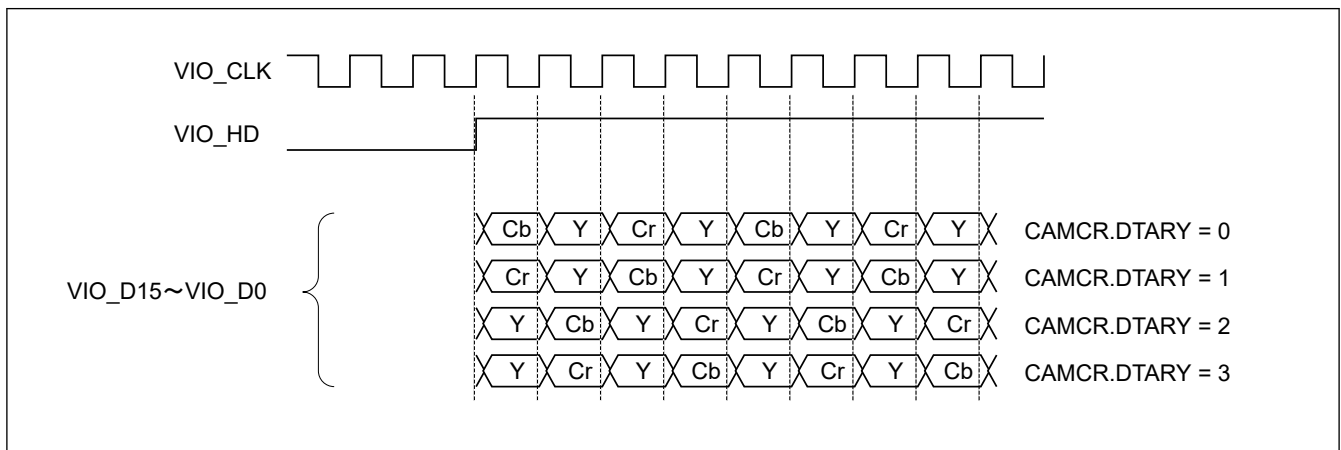 VIO_CLK
VIO_HD
VIO_D15～VIO_D0
Cb Y Cr Y Cb Y Cr Y CAMCR.DTARY = 0
Cr Y Cb Y Cr Y Cb Y CAMCR.DTARY = 1
Y Cb Y Cr Y Cb Y Cr CAMCR.DTARY = 2
Y Cr Y Cb Y Cr Y Cb CAMCR.DTARY = 3